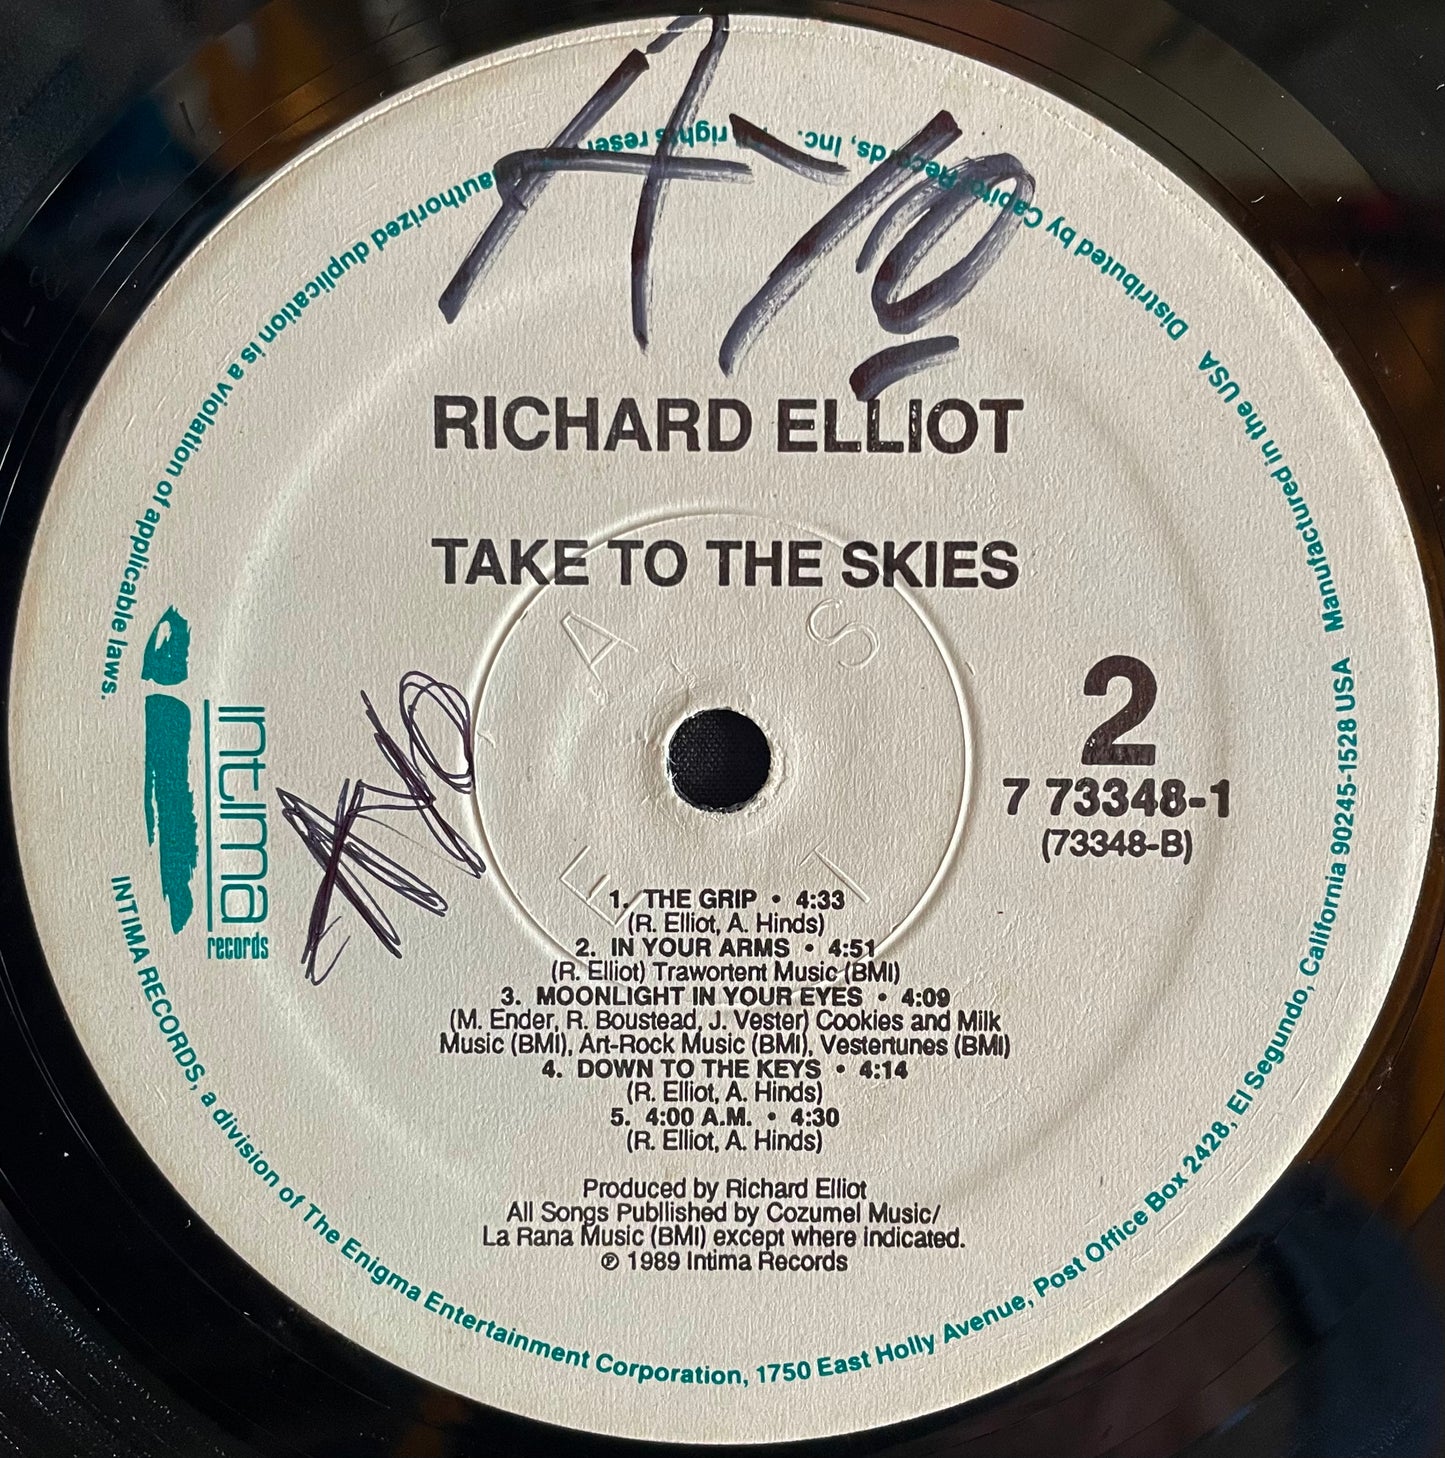 A-10
RICHARD ELLIOT
TAKE TO THE SKIES
2
7 73348-1
(73348-B)
intima
records
EAST
1. THE GRIP • 4:33
(R. Elliot, A. Hinds)
2. IN YOUR ARMS • 4:51
(R. Elliot) Trawortent Music (BMI)
3. MOONLIGHT IN YOUR EYES • 4:09
(M. Ender, R. Boustead, J. Vester) Cookies and Milk
Music (BMI), Art-Rock Music (BMI), Vestertunes (BMI)
4. DOWN TO THE KEYS • 4:14
(R. Elliot, A. Hinds)
5. 4:00 A.M. • 4:30
(R. Elliot, A. Hinds)
Produced by Richard Elliot
All Songs Publlished by Cozumel Music/
La Rana Music (BMI) except where indicated.
℗ 1989 Intima Records
INTIMA RECORDS, a division of The Enigma Entertainment Corporation, 1750 East Holly Avenue, Post Office Box 2428, El Segundo, California 90245-1528 USA
Manufactured in the USA Distributed by Capitol Records, Inc. rights duplication is a violation of applicable laws.